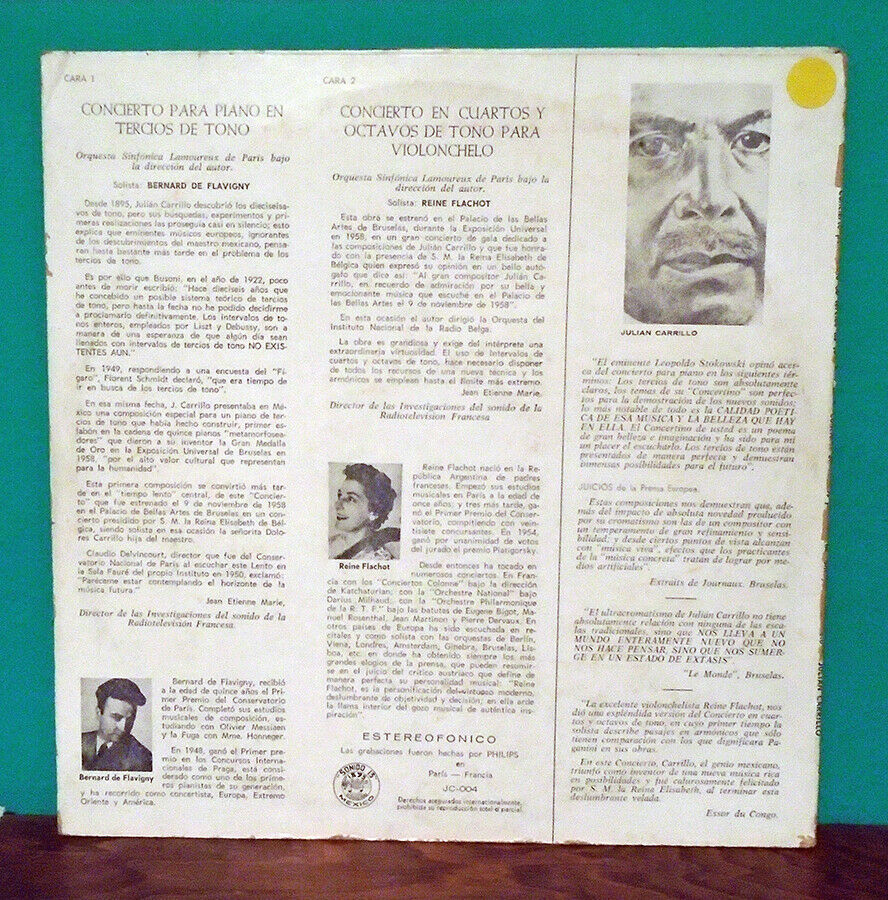 CARA 1
CONCIERTO PARA PIANO EN
TERCIOS DE TONO
Orquesta Sinfónica Lamoureux de París bajo
la dirección del autor.
Solista: BERNARD DE FLAVIGNY
Desde 1895, Julián Carrillo descubrió los dieciseisa-
vos de tono, pero sus búsquedas, experimentos y pri-
meras realizaciones las proseguía casi en silencio; esto
explica que eminentes músicos europeos, ignorantes
de los descubrimientos del maestro mexicano, pensa-
ran hasta bastante más tarde en el problema de los
tercios de tono.
Es por ello que Busoni, en el año de 1922, poco
antes de morir escribió: "Hace dieciseis años que
he concebido un posible sistema teórico de tercios
de tono, pero hasta la fecha no he podido decidirme
a proclamarlo definitivamente. Los intervalos de to-
nos enteros, empleados por Liszt y Debussy, son a
manera de una esperanza de que algún día sean
llenados con intervalos de tercios de tono NO EXIS-
TENTES AUN."
En 1949, respondiendo a una encuesta del "Fí-
garo", Florent Schmidt declaró, "que era tiempo de
ir en busca de los tercios de tono".
En esa misma fecha, J. Carrillo presentaba en Mé-
xico una composición especial para un piano de ter-
cios de tono que había hecho construir, primer es-
labón en la cadena de quince pianos "metamorfosea-
dores" que dieron a su inventor la Gran Medalla
de Oro en la Exposición Universal de Bruselas en
1958, "por el alto valor cultural que representan
para la humanidad".
Esta primera composición se convirtió más tar-
de en el "tiempo lento" central, de este "Concier-
to" que fue estrenado el 9 de noviembre de 1958
en el Palacio de Bellas Artes de Bruselas en un con-
cierto presidido por S. M. la Reina Elisabeth de Bél-
gica, siendo solista en esa ocasión la señorita Dolo-
res Carrillo hija del maestro.
Claudio Delvincourt, director que fue del Conser-
vatorio Nacional de París al escuchar este Lento en
la Sala Fauré del propio Instituto en 1950, exclamó:
"Paréceme estar contemplando el horizonte de la
música futura."
Jean Etienne Marie,
Director de las Investigaciones del sonido de la
Radiotelevisión Francesa.
Bernard de Flavigny, recibió
a la edad de quince años el Pri-
mer Premio del Conservatorio
de París. Completó sus estudios
musicales de composición, es-
tudiando con Olivier Messiaen
y la Fuga con Mme. Honneger.
En 1948, ganó el Primer pre-
mio en los Concursos Interna-
cionales de Praga, está consi-
derado como uno de los prime-
ros pianistas de su generación,
y ha recorrido como concertista, Europa, Extremo
Oriente y América.
Bernard de Flavigny
CARA 2
CONCIERTO EN CUARTOS Y
OCTAVOS DE TONO PARA
VIOLONCHELO
Orquesta Sinfónica Lamoureux de París bajo la
dirección del autor.
Solista: REINE FLACHOT
Esta obra se estrenó en el Palacio de las Bellas
Artes de Bruselas, durante la Exposición Universal
en 1958, en un gran concierto de gala dedicado a
las composiciones de Julián Carrillo y que fue honra-
do con la presencia de S. M. la Reina Elisabeth de
Bélgica quien expresó su opinión en un bello autó-
grafo que dice así: "Al gran compositor Julián Ca-
rrillo, en recuerdo de admiración por su bella y
emocionante música que escuché en el Palacio de
las Bellas Artes el 9 de noviembre de 1958".
En esta ocasión el autor dirigió la Orquesta del
Instituto Nacional de la Radio Belga.
La obra es grandiosa y exige del intérprete una
extraordinaria virtuosidad. El uso de intervalos de
cuartos y octavos de tono, hace necesario disponer
de todos los recursos de una nueva técnica y los
armónicos se emplean hasta el límite más extremo.
Jean Etienne Marie,
Director de las Investigaciones del sonido de la
Radiotelevisión Francesa
Reine Flachot nació en la Re-
pública Argentina de padres
franceses. Empezó sus estudios
musicales en París a la edad de
once años, y tres más tarde, ga-
nó el Primer Premio del Con-
servatorio, compitiendo con vein-
tisiete concursantes. En 1954,
ganó por unanimidad de votos
del jurado el premio Piatigorsky.
Reine Flachot
Desde entonces ha tocado en
numerosos conciertos. En Fran-
cia con los "Conciertos Colonne" bajo la dirección
de Katchaturian; con la "Orchestre National" bajo
Darius Milhaud; con la "Orchestre Philharmonique
de la R. T. F." bajo las batutas de Eugene Bigot, Ma-
nuel Rosenthal, Jean Martinon y Pierre Dervaux. En
otros países de Europa ha sido escuchada en re-
citales y como solista con las orquestas de Berlín,
Viena, Londres, Amsterdam, Ginebra, Bruselas, Lis-
boa, etc. en donde ha obtenido siempre los más
grandes elogios de la prensa, que pueden resumir-
se en el juicio del crítico austriaco que define de
manera perfecta su personalidad musical: "Reine
Flachot, es la personificación del virtuoso moderno,
deslumbrante de objetividad y decisión; en ella arde
la llama interior del gozo musical de auténtica ins-
piración".
ESTEREOFONICO
Las grabaciones fueron hechas por PHILIPS
en
París — Francia
JC-004
Derechos asegurados internacionalmente,
prohibida su reproducción total o parcial.
SONIDO 13
MEXICO
JULIAN CARRILLO
"El eminente Leopoldo Stokowski opinó acer-
ca del concierto para piano en los siguientes tér-
minos: Los tercios de tono son absolutamente
claros, los temas de su "Concertino" son perfec-
tos para la demostración de los nuevos sonidos;
lo más notable de todo es la CALIDAD POETI-
CA DE ESA MUSICA Y LA BELLEZA QUE HAY
EN ELLA. El Concertino de usted es un poema
de gran belleza e imaginación y ha sido para mí
un placer el escucharlo. Los tercios de tono están
presentados de manera perfecta y demuestran
inmensas posibilidades para el futuro".
JUICIOS de la Prensa Europea.
Estas composiciones nos demuestran que, ade-
más del impacto de absoluta novedad producido
por su cromatismo son las de un compositor con
un temperamento de gran refinamiento y sensi-
bilidad, y desde ciertos puntos de vista alcanzan
con "música viva", efectos que los practicantes
de la "música concreta" tratan de lograr por me-
dios artificiales".
Extraits de Journaux. Bruselas.
"El ultracromatismo de Julián Carrillo no tiene
absolutamente relación con ninguna de las esca-
las tradicionales, sino que NOS LLEVA A UN
MUNDO ENTERAMENTE NUEVO QUE NO
NOS HACE PENSAR, SINO QUE NOS SUMER-
GE EN UN ESTADO DE EXTASIS"
"Le Monde", Bruselas.
"La excelente violonchelista Reine Flachot, nos
dió una espléndida versión del Concierto en cuar-
tos y octavos de tono, en cuyo primer tiempo la
solista describe pasajes en armónicos que sólo
tienen comparación con los que dignificara Pa-
ganini en sus obras.
En este Concierto, Carrillo, el genio mexicano,
triunfó como inventor de una nueva música rica
en posibilidades y fue calurosamente felicitado
por S. M. la Reina Elisabeth, al terminar esta
deslumbrante velada.
Essor du Congo.